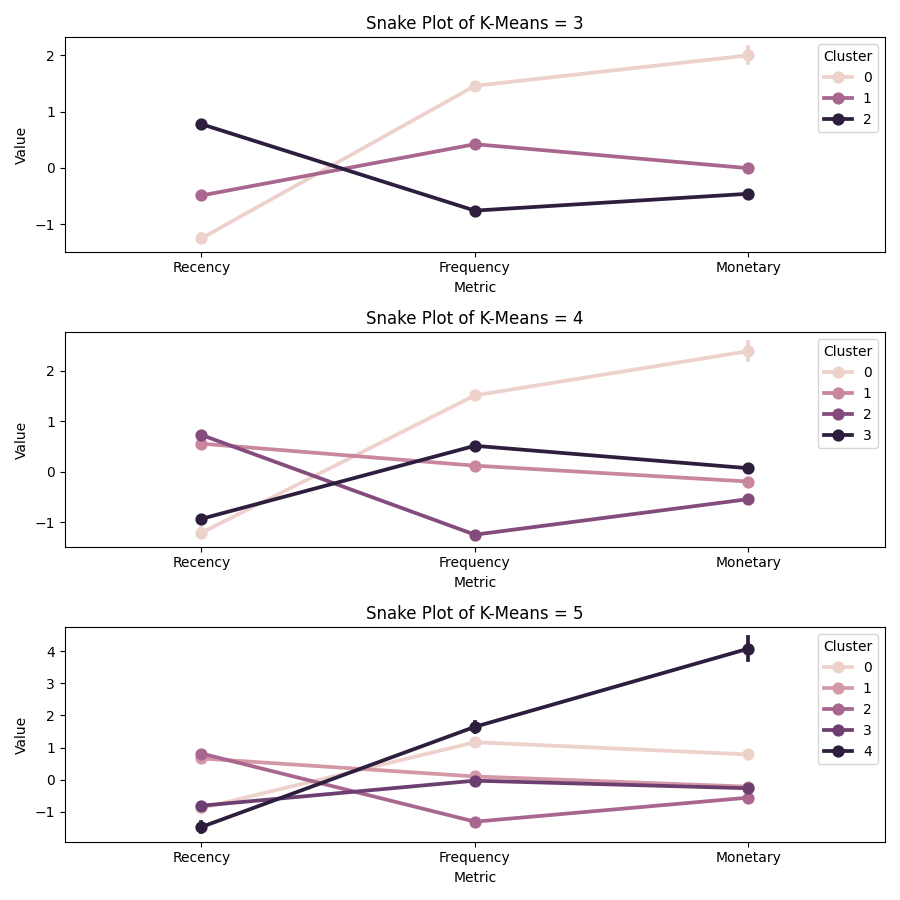 Snake Plot of K-Means = 3
2
1
0
−1
Value
Cluster
0
1
2
Recency
Frequency
Monetary
Metric
Snake Plot of K-Means = 4
2
1
0
−1
Value
Cluster
0
1
2
3
Recency
Frequency
Monetary
Metric
Snake Plot of K-Means = 5
4
3
2
1
0
−1
Value
Cluster
0
1
2
3
4
Recency
Frequency
Monetary
Metric